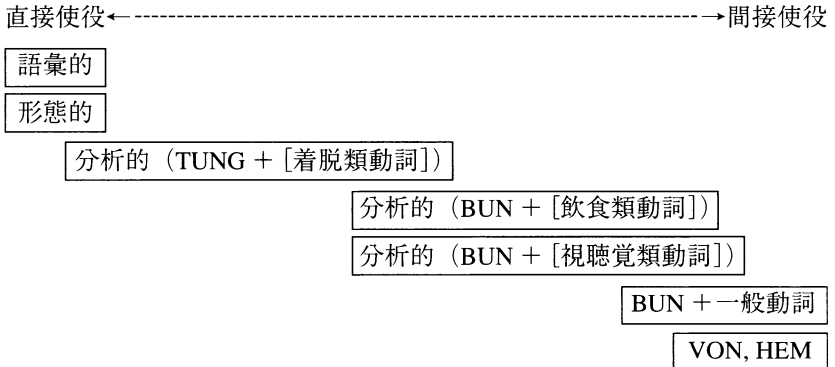 直接使役←--------→間接使役
語彙的
形態的
分析的（TUNG + [着脱類動詞]）
分析的（BUN + [飲食類動詞]）
分析的（BUN + [視聴覚類動詞]）
BUN + 一般動詞
VON, HEM